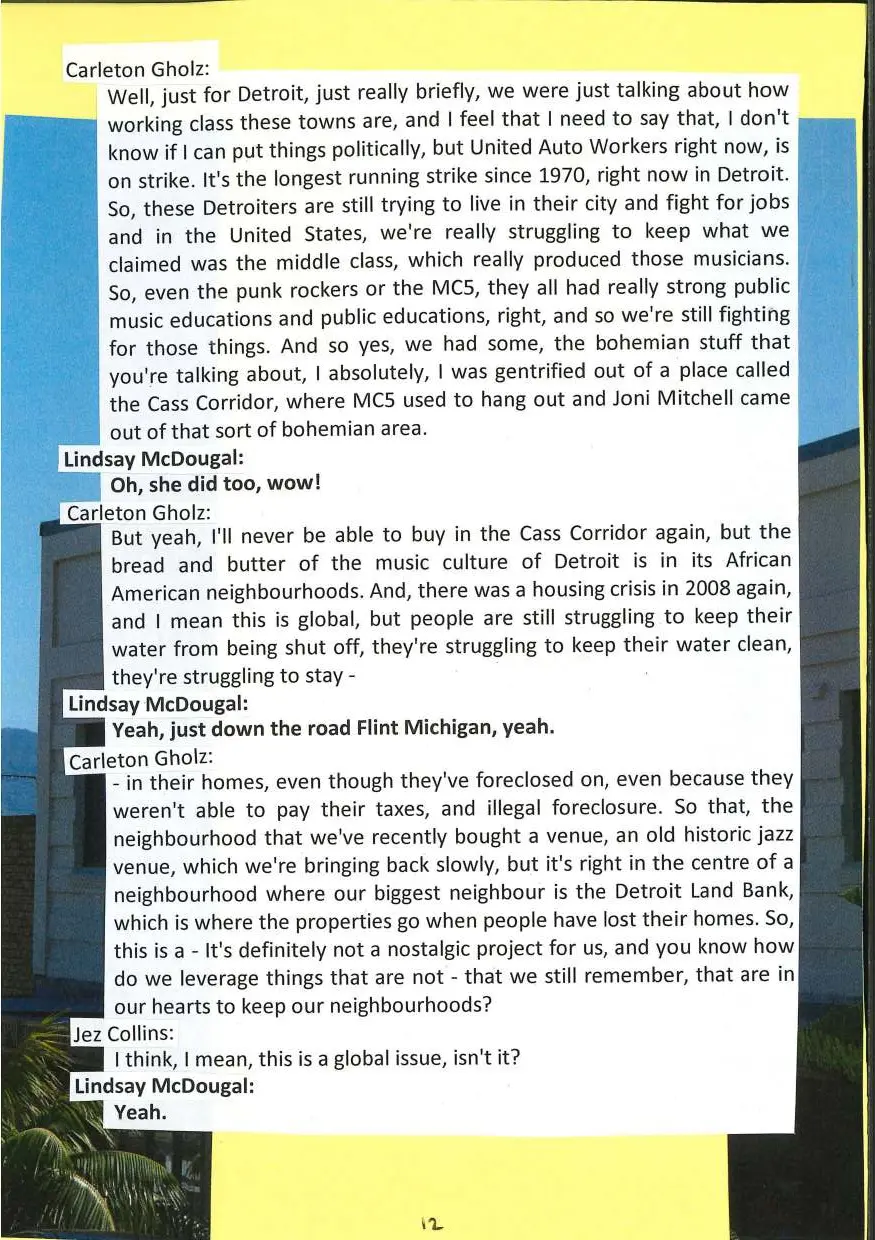 Carleton Gholz:
Well, just for Detroit, just really briefly, we were just talking about how
working class these towns are, and I feel that I need to say that, I don't
know if I can put things politically, but United Auto Workers right now, is
on strike. It's the longest running strike since 1970, right now in Detroit.
So, these Detroiters are still trying to live in their city and fight for jobs
and in the United States, we're really struggling to keep what we
claimed was the middle class, which really produced those musicians.
So, even the punk rockers or the MC5, they all had really strong public
music educations and public educations, right, and so we're still fighting
for those things. And so yes, we had some, the bohemian stuff that
you're talking about, I absolutely, I was gentrified out of a place called
the Cass Corridor, where MC5 used to hang out and Joni Mitchell came
out of that sort of bohemian area.
Lindsay McDougal:
Oh, she did too, wow!
Carleton Gholz:
But yeah, I'll never be able to buy in the Cass Corridor again, but the
bread and butter of the music culture of Detroit is in its African
American neighbourhoods. And, there was a housing crisis in 2008 again,
and I mean this is global, but people are still struggling to keep their
water from being shut off, they're struggling to keep their water clean,
they're struggling to stay -
Lindsay McDougal:
Yeah, just down the road Flint Michigan, yeah.
Carleton Gholz:
- in their homes, even though they've foreclosed on, even because they
weren't able to pay their taxes, and illegal foreclosure. So that, the
neighbourhood that we've recently bought a venue, an old historic jazz
venue, which we're bringing back slowly, but it's right in the centre of a
neighbourhood where our biggest neighbour is the Detroit Land Bank,
which is where the properties go when people have lost their homes. So,
this is a - It's definitely not a nostalgic project for us, and you know how
do we leverage things that are not - that we still remember, that are in
our hearts to keep our neighbourhoods?
Jez Collins:
I think, I mean, this is a global issue, isn't it?
Lindsay McDougal:
Yeah.
12